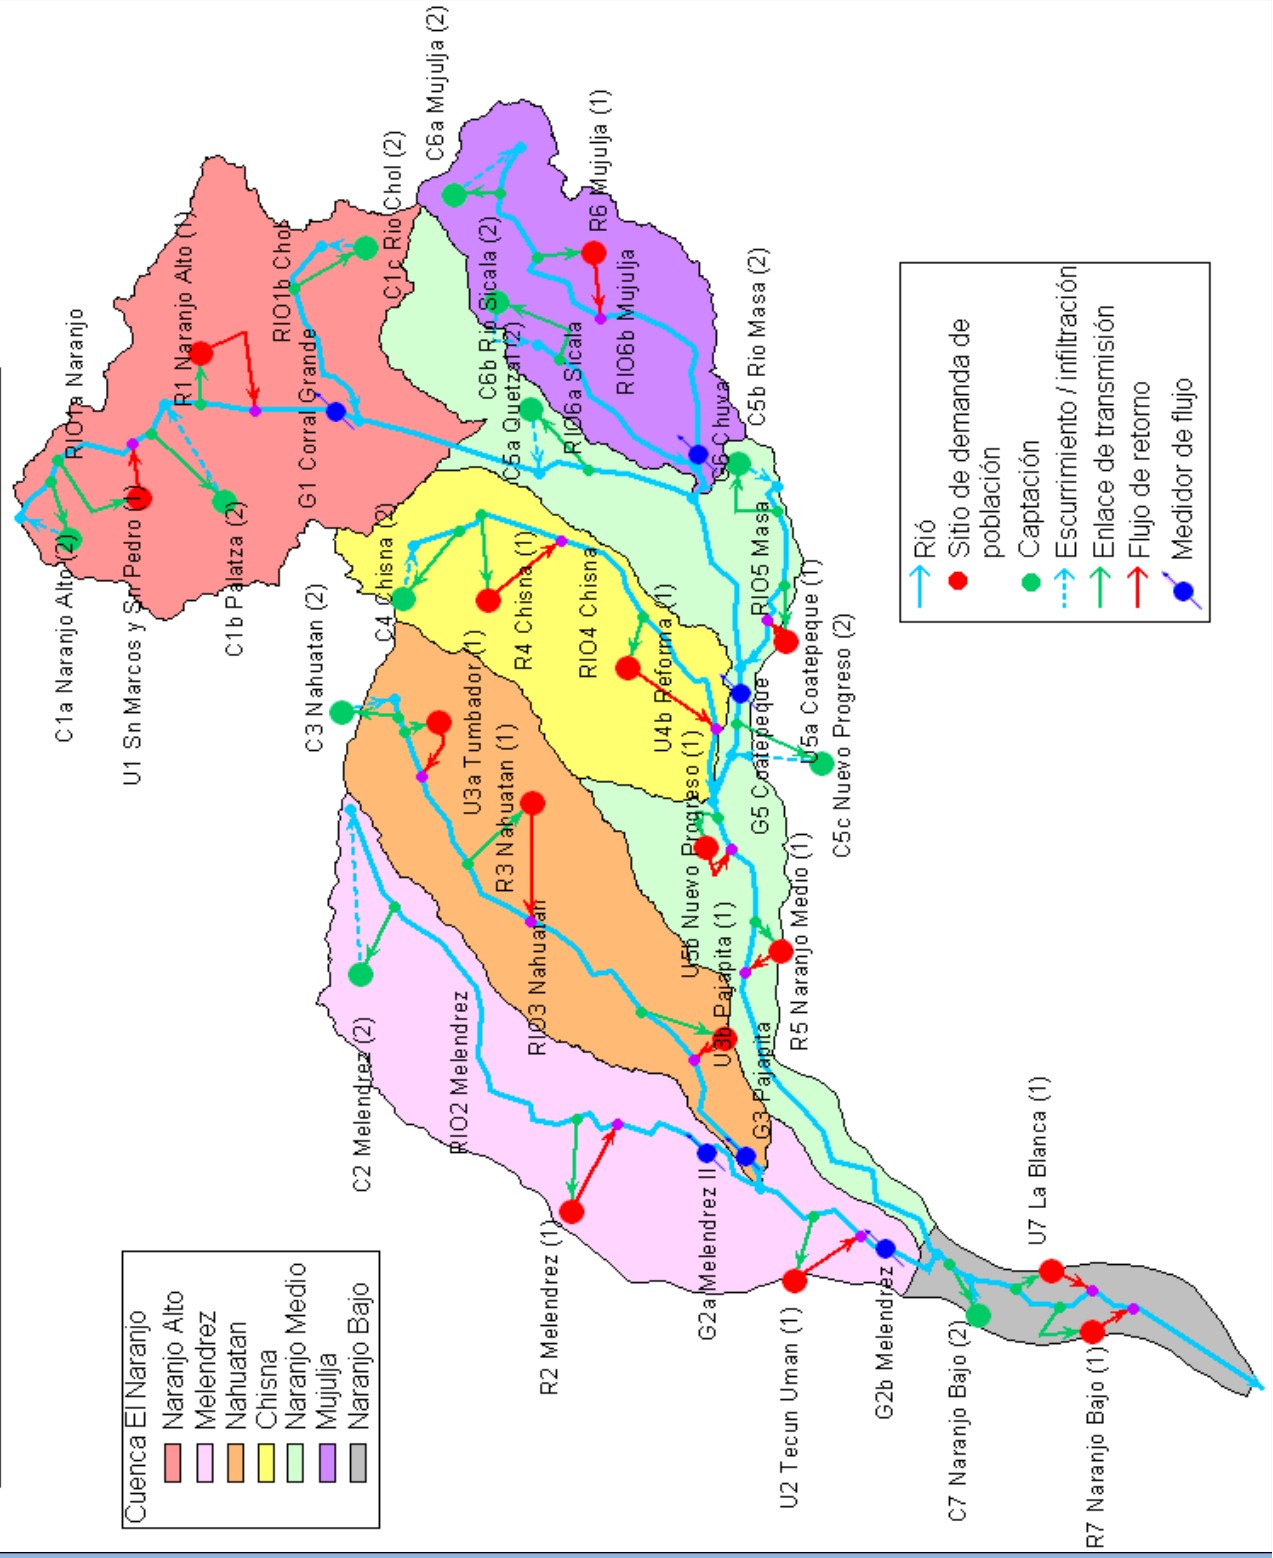 Cuenca El Naranjo
Naranjo Alto
Melendrez
Nahuatan
Chisna
Naranjo Medio
Mujulja
Naranjo Bajo
C1a Naranjo Alto (2)
RIO1a Naranjo
U1 Sn Marcos y Sn Pedro (1)
R1 Naranjo Alto (1)
C1b Palatza (2)
RIO1b Chol
G1 Corral Grande
C1c Rio Chol (2)
C6a Mujulja (2)
R6 Mujulja (1)
C6b Rio Sicala (2)
RIO6a Sicala
RIO6b Mujulja
G6 Chuva
C5a Quetzal (2)
C5b Rio Masa (2)
RIO5 Masa
U5a Coatepeque (1)
G5 Coatepeque
C5c Nuevo Progreso (2)
C4 Chisna (2)
R4 Chisna (1)
RIO4 Chisna
U4b Reforma (1)
U5b Nuevo Progreso (1)
R5 Naranjo Medio (1)
C3 Nahuatan (2)
U3a Tumbador (1)
R3 Nahuatan (1)
RIO3 Nahuatan
U3b Pajapita (1)
G3 Pajapita
C2 Melendrez (2)
RIO2 Melendrez
R2 Melendrez (1)
G2a Melendrez II
U2 Tecun Uman (1)
G2b Melendrez
C7 Naranjo Bajo (2)
U7 La Blanca (1)
R7 Naranjo Bajo (1)
Rió
Sitio de demanda de
población
Captación
Escurrimiento / infiltración
Enlace de transmisión
Flujo de retorno
Medidor de flujo